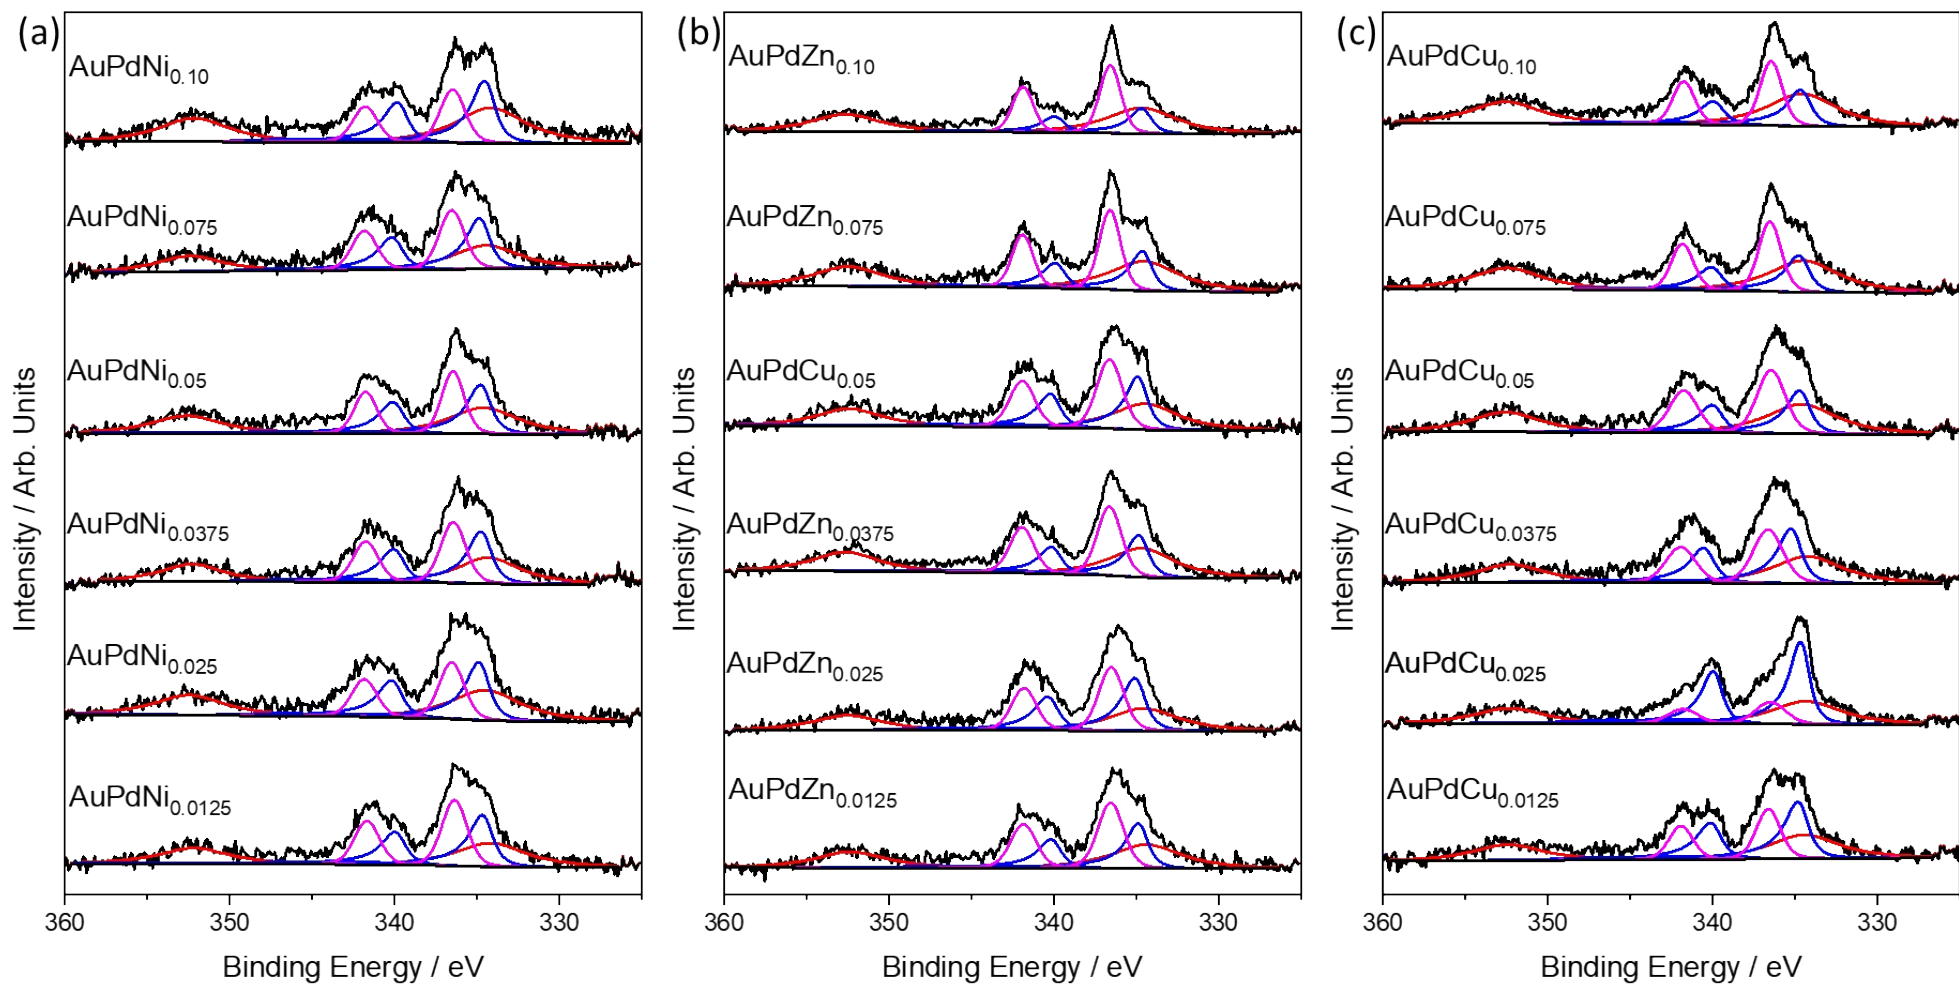 (a)
AuPdNi0.10
AuPdNi0.075
AuPdNi0.05
AuPdNi0.0375
AuPdNi0.025
AuPdNi0.0125
Intensity / Arb. Units
360 350 340 330
Binding Energy / eV
(b)
AuPdZn0.10
AuPdZn0.075
AuPdCu0.05
AuPdZn0.0375
AuPdZn0.025
AuPdZn0.0125
Intensity / Arb. Units
360 350 340 330
Binding Energy / eV
(c)
AuPdCu0.10
AuPdCu0.075
AuPdCu0.05
AuPdCu0.0375
AuPdCu0.025
AuPdCu0.0125
Intensity / Arb. Units
360 350 340 330
Binding Energy / eV